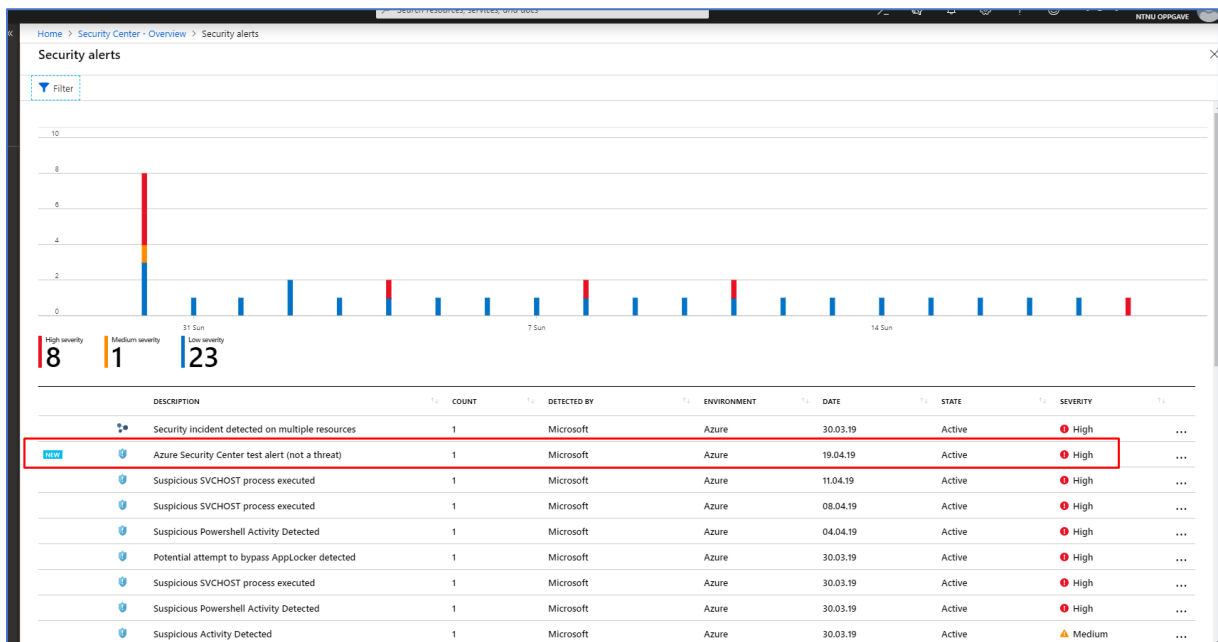 Search resources, services, and docs
NTNU OPPGAVE
Home > Security Center - Overview > Security alerts
Security alerts
Filter
10
8
6
4
2
0
31 Sun 7 Sun 14 Sun
High severity Medium severity Low severity
8 1 23
DESCRIPTION COUNT DETECTED BY ENVIRONMENT DATE STATE SEVERITY
Security incident detected on multiple resources 1 Microsoft Azure 30.03.19 Active High ...
NEW Azure Security Center test alert (not a threat) 1 Microsoft Azure 19.04.19 Active High ...
Suspicious SVCHOST process executed 1 Microsoft Azure 11.04.19 Active High ...
Suspicious SVCHOST process executed 1 Microsoft Azure 08.04.19 Active High ...
Suspicious Powershell Activity Detected 1 Microsoft Azure 04.04.19 Active High ...
Potential attempt to bypass AppLocker detected 1 Microsoft Azure 30.03.19 Active High ...
Suspicious SVCHOST process executed 1 Microsoft Azure 30.03.19 Active High ...
Suspicious Powershell Activity Detected 1 Microsoft Azure 30.03.19 Active High ...
Suspicious Activity Detected 1 Microsoft Azure 30.03.19 Active Medium ...